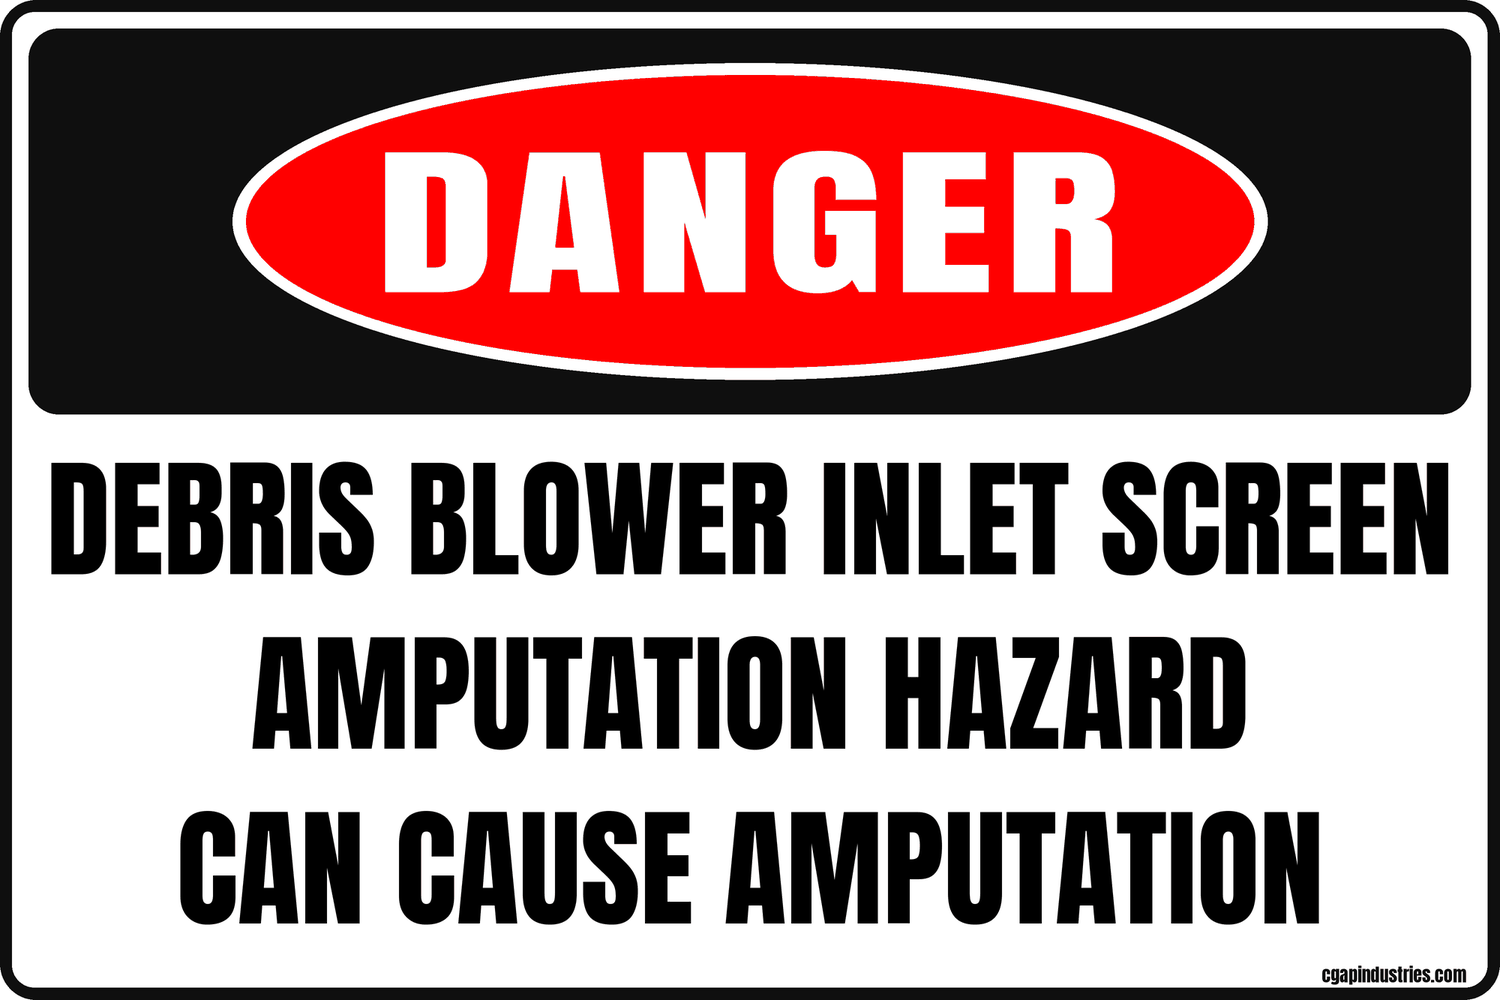 DANGER
DEBRIS BLOWER INLET SCREEN
AMPUTATION HAZARD
CAN CAUSE AMPUTATION
cgapindustries.com